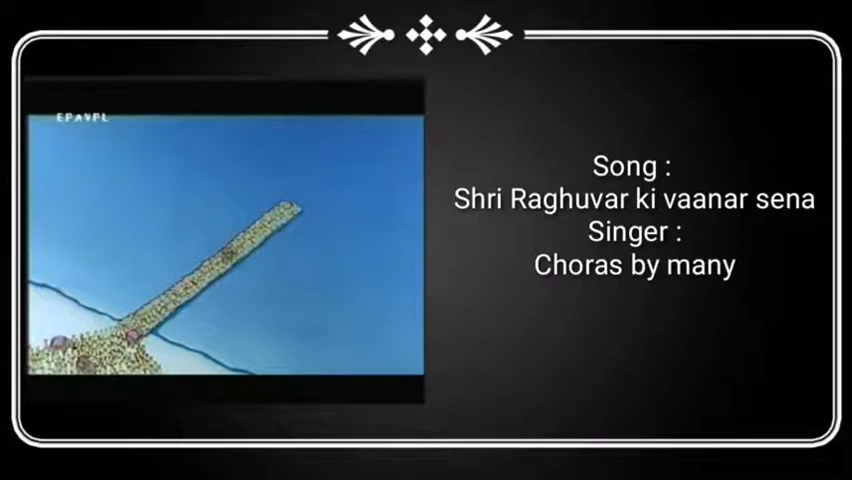 EPAVPL
Song :
Shri Raghuvar ki vaanar sena
Singer :
Choras by many